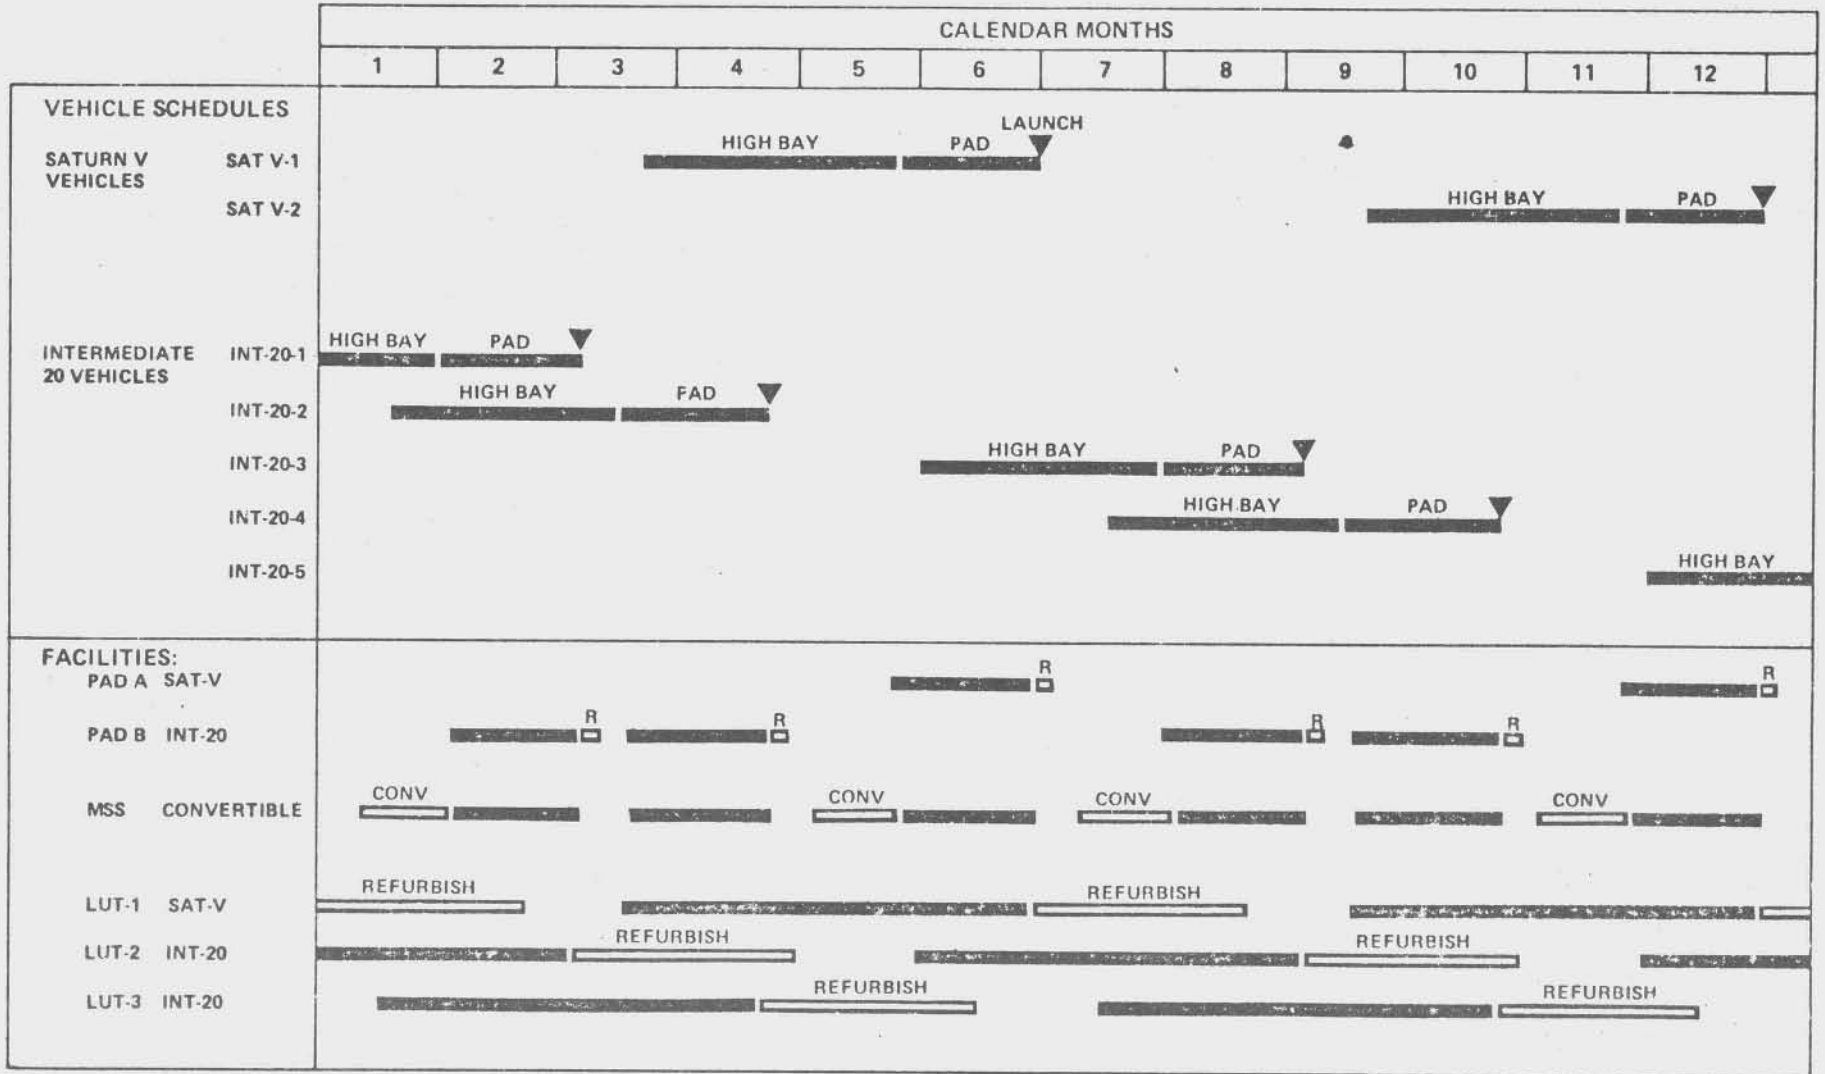 CALENDAR MONTHS
1 2 3 4 5 6 7 8 9 10 11 12
VEHICLE SCHEDULES
LAUNCH
SATURN V VEHICLES SAT V-1 HIGH BAY PAD
SAT V-2 HIGH BAY PAD
INTERMEDIATE 20 VEHICLES INT-20-1 HIGH BAY PAD
INT-20-2 HIGH BAY PAD
INT-20-3 HIGH BAY PAD
INT-20-4 HIGH BAY PAD
INT-20-5 HIGH BAY
FACILITIES:
PAD A SAT-V R R
PAD B INT-20 R R R R
MSS CONVERTIBLE CONV CONV CONV CONV
LUT-1 SAT-V REFURBISH REFURBISH
LUT-2 INT-20 REFURBISH REFURBISH
LUT-3 INT-20 REFURBISH REFURBISH